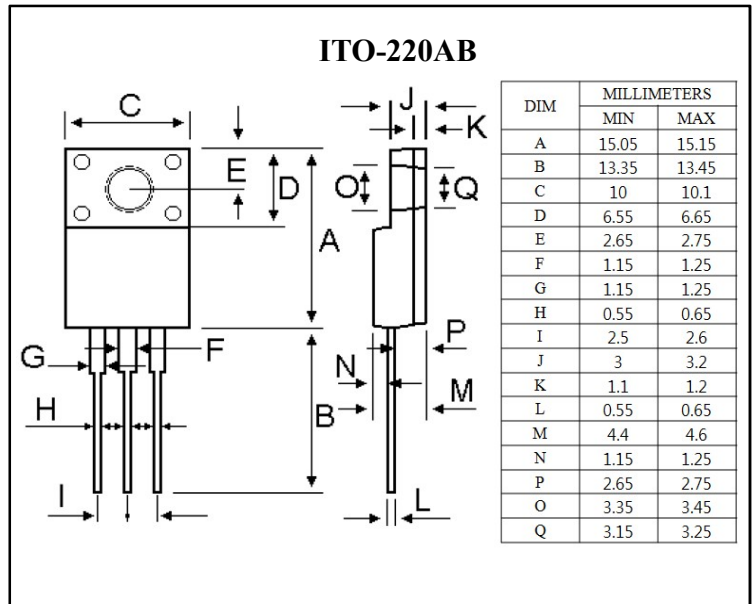 ITO-220AB
C
E
D
A
G
F
H
I
B
J
K
O
Q
P
N
M
L
DIM MILLIMETERS
MIN MAX
A 15.05 15.15
B 13.35 13.45
C 10 10.1
D 6.55 6.65
E 2.65 2.75
F 1.15 1.25
G 1.15 1.25
H 0.55 0.65
I 2.5 2.6
J 3 3.2
K 1.1 1.2
L 0.55 0.65
M 4.4 4.6
N 1.15 1.25
P 2.65 2.75
O 3.35 3.45
Q 3.15 3.25